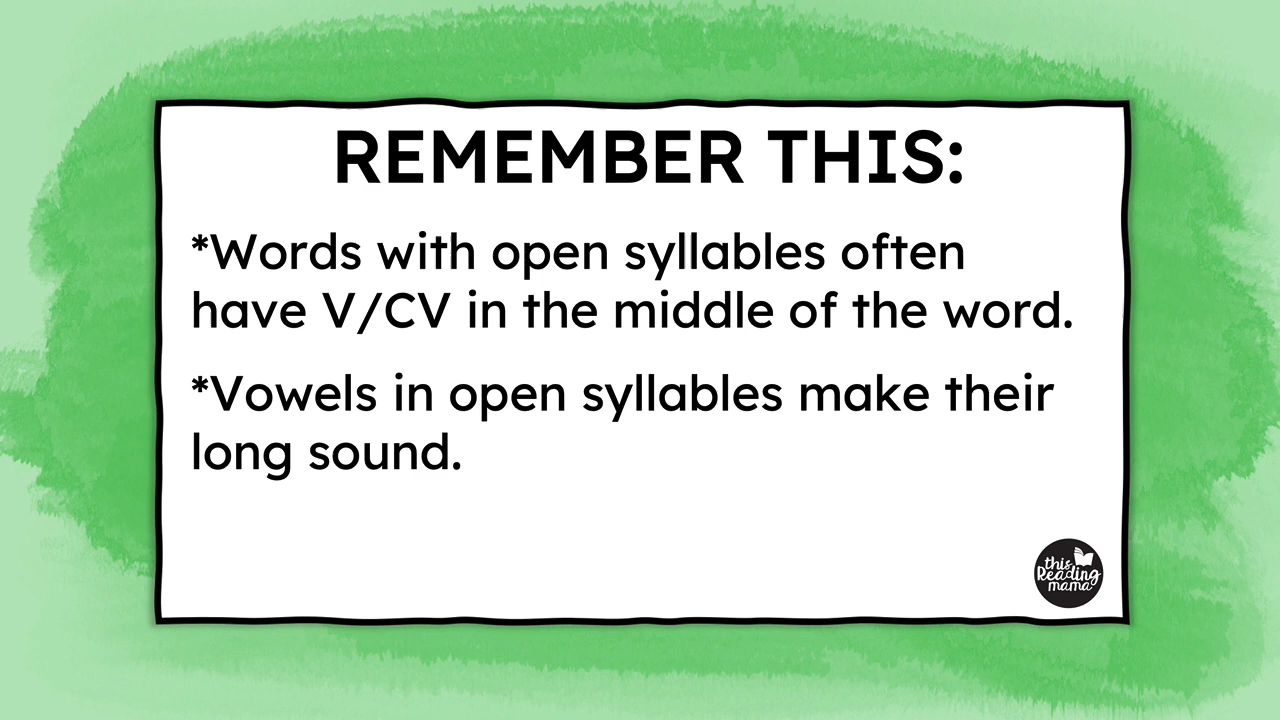 REMEMBER THIS:
*Words with open syllables often
have V/CV in the middle of the word.
*Vowels in open syllables make their
long sound.
this
Reading
mama